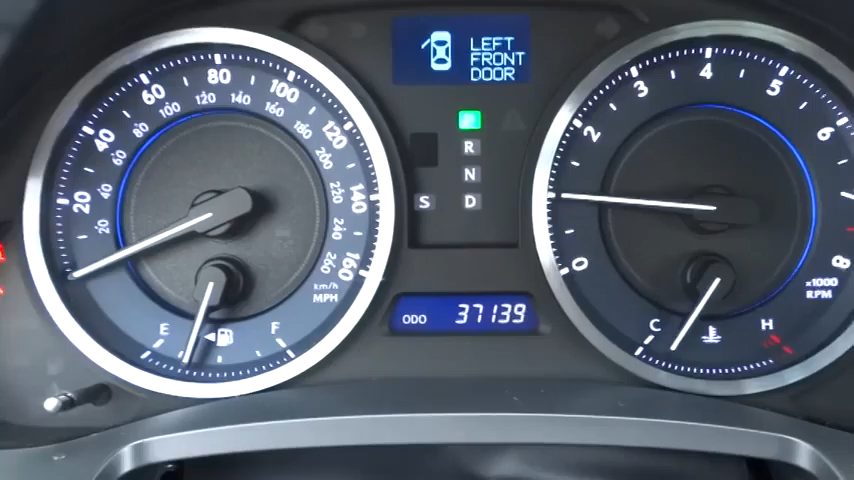 LEFT
FRONT
DOOR
20 40 60 80 100 120 140 160
20 40 60 80 100 120 140 160 180 200 220 240 260
km/h
MPH
E F
P
R
N
S D
ODO 37139
0 2 3 4 5 6 8
x1000
RPM
C H